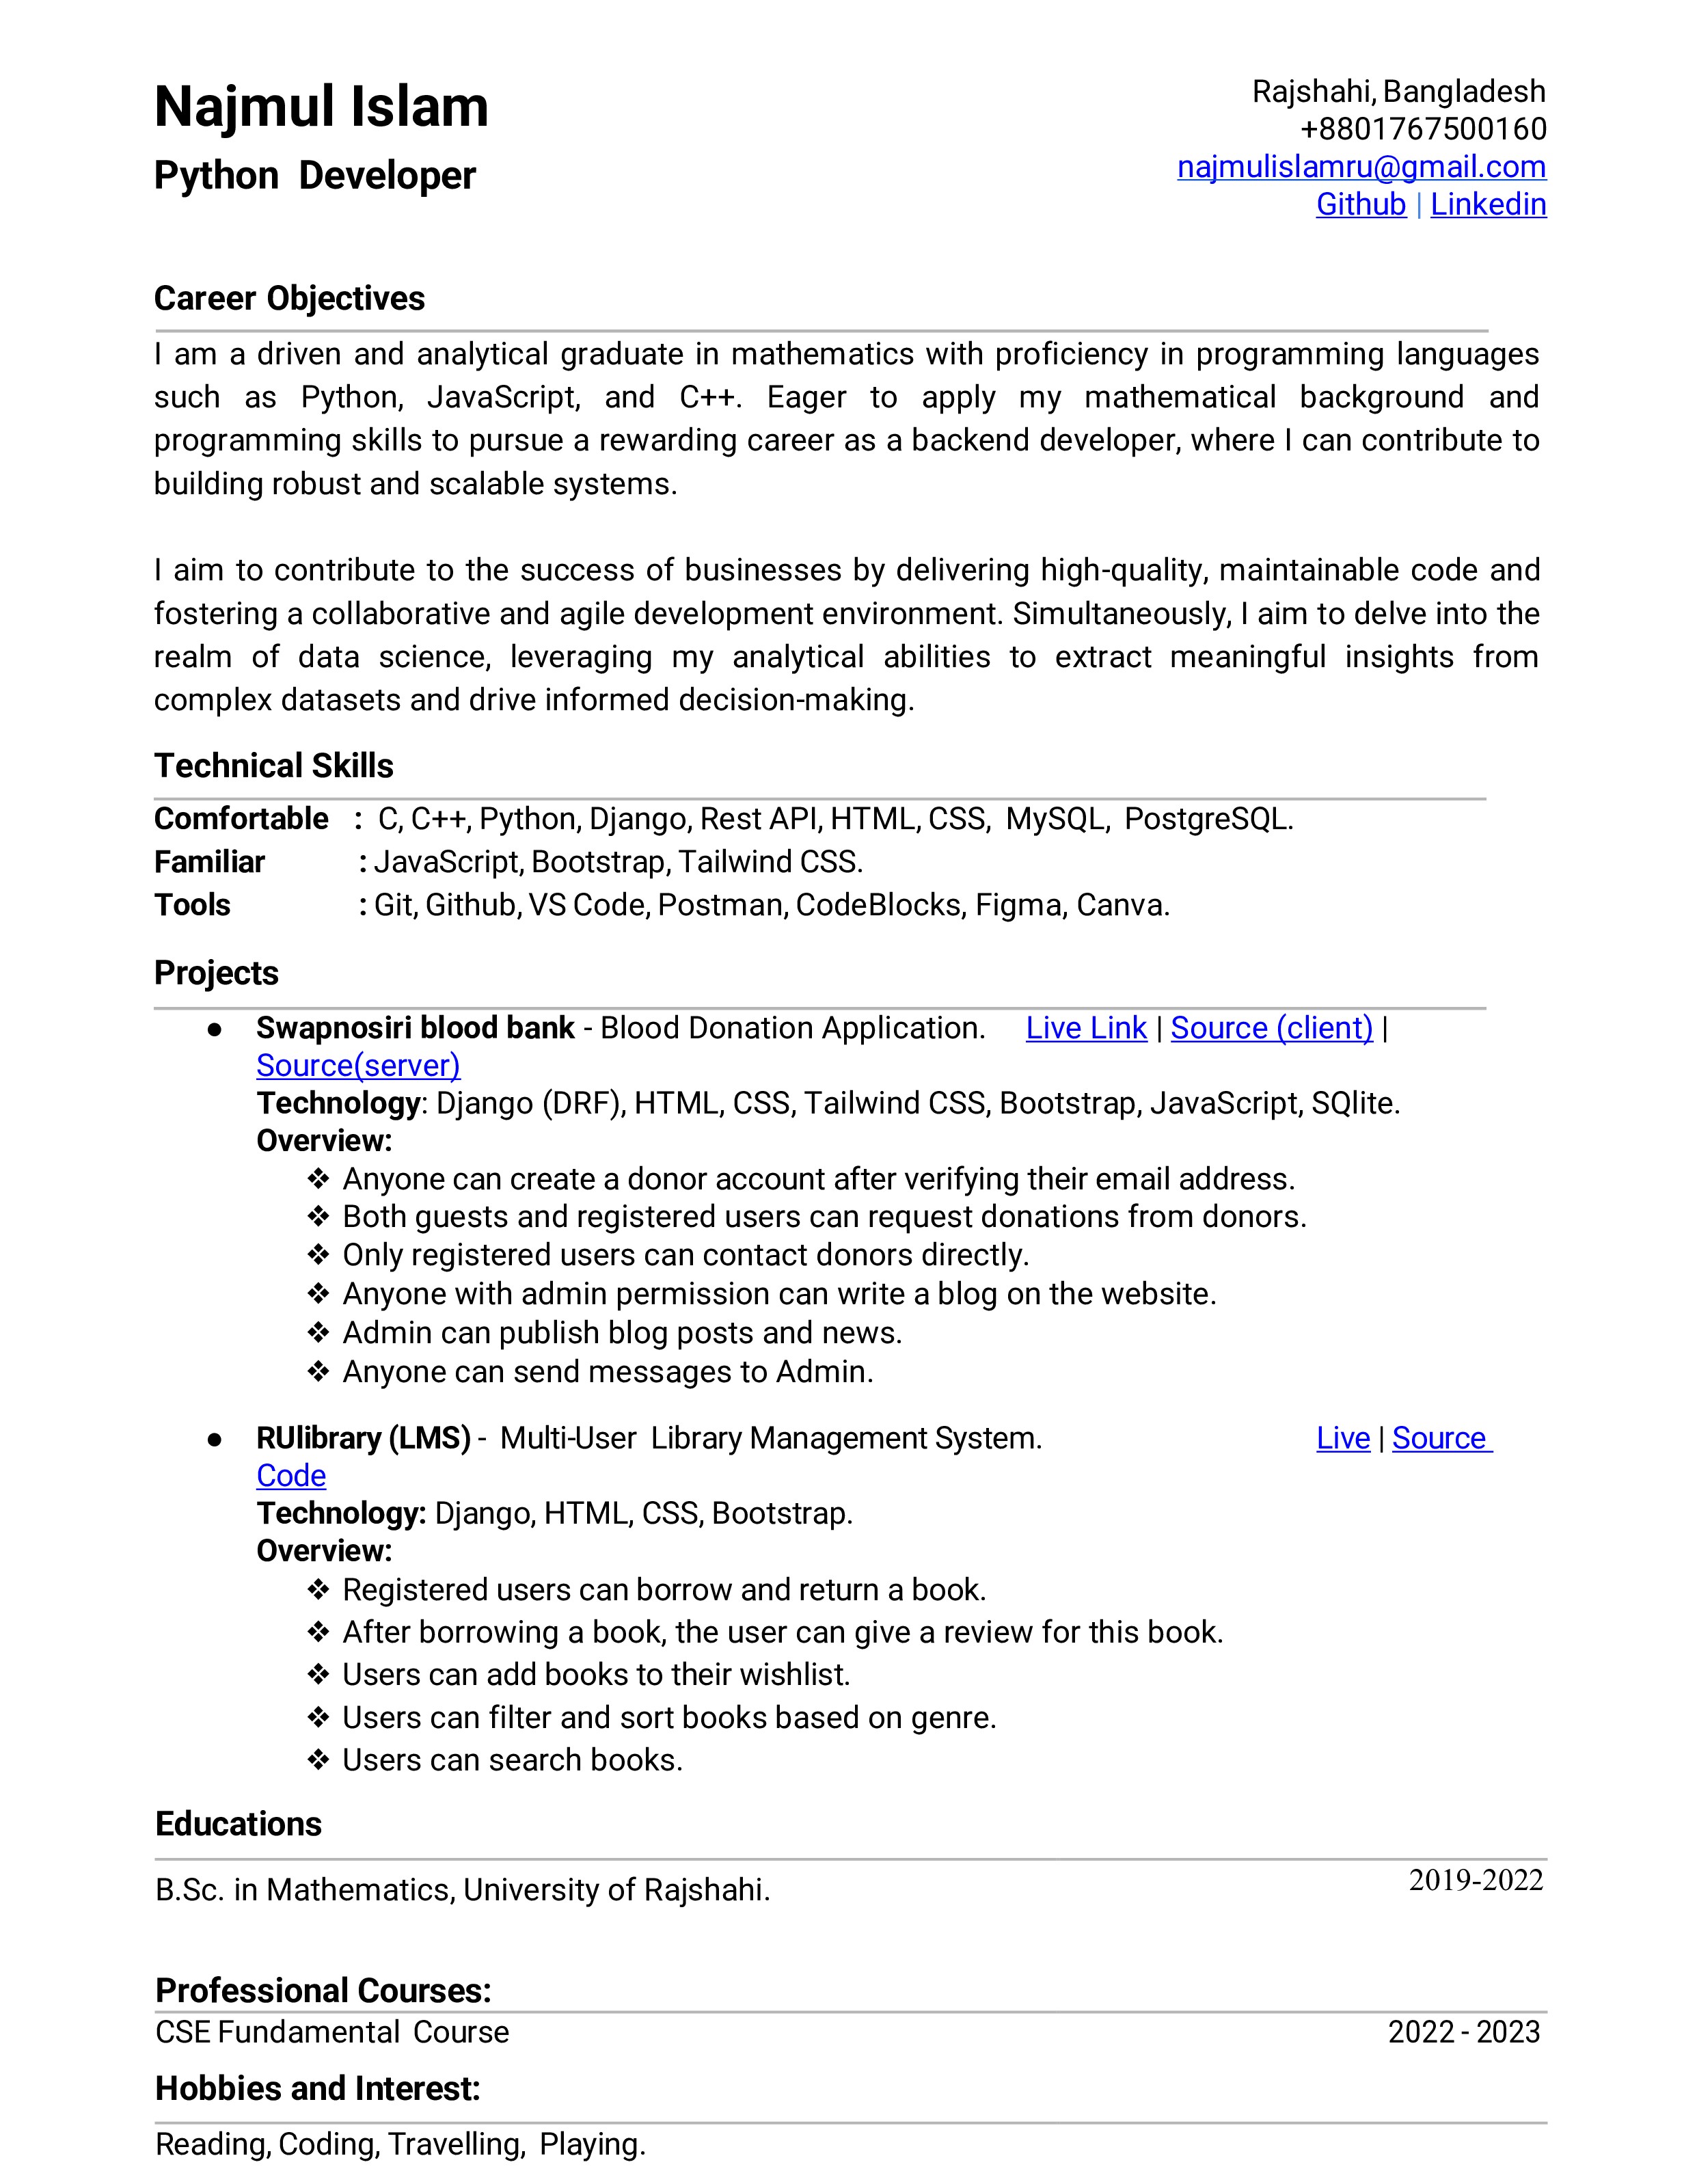 Najmul Islam
Python Developer
Rajshahi, Bangladesh
+8801767500160
najmulislamru@gmail.com
Github | Linkedin
Career Objectives
I am a driven and analytical graduate in mathematics with proficiency in programming languages
such as Python, JavaScript, and C++. Eager to apply my mathematical background and
programming skills to pursue a rewarding career as a backend developer, where I can contribute to
building robust and scalable systems.
I aim to contribute to the success of businesses by delivering high-quality, maintainable code and
fostering a collaborative and agile development environment. Simultaneously, I aim to delve into the
realm of data science, leveraging my analytical abilities to extract meaningful insights from
complex datasets and drive informed decision-making.
Technical Skills
Comfortable : C, C++, Python, Django, Rest API, HTML, CSS, MySQL, PostgreSQL.
Familiar : JavaScript, Bootstrap, Tailwind CSS.
Tools : Git, Github, VS Code, Postman, CodeBlocks, Figma, Canva.
Projects
● Swapnosiri blood bank - Blood Donation Application. Live Link | Source (client) |
Source(server)
Technology: Django (DRF), HTML, CSS, Tailwind CSS, Bootstrap, JavaScript, SQlite.
Overview:
❖ Anyone can create a donor account after verifying their email address.
❖ Both guests and registered users can request donations from donors.
❖ Only registered users can contact donors directly.
❖ Anyone with admin permission can write a blog on the website.
❖ Admin can publish blog posts and news.
❖ Anyone can send messages to Admin.
● RUlibrary (LMS) - Multi-User Library Management System. Live | Source
Code
Technology: Django, HTML, CSS, Bootstrap.
Overview:
❖ Registered users can borrow and return a book.
❖ After borrowing a book, the user can give a review for this book.
❖ Users can add books to their wishlist.
❖ Users can filter and sort books based on genre.
❖ Users can search books.
Educations
B.Sc. in Mathematics, University of Rajshahi. 2019-2022
Professional Courses:
CSE Fundamental Course 2022 - 2023
Hobbies and Interest:
Reading, Coding, Travelling, Playing.